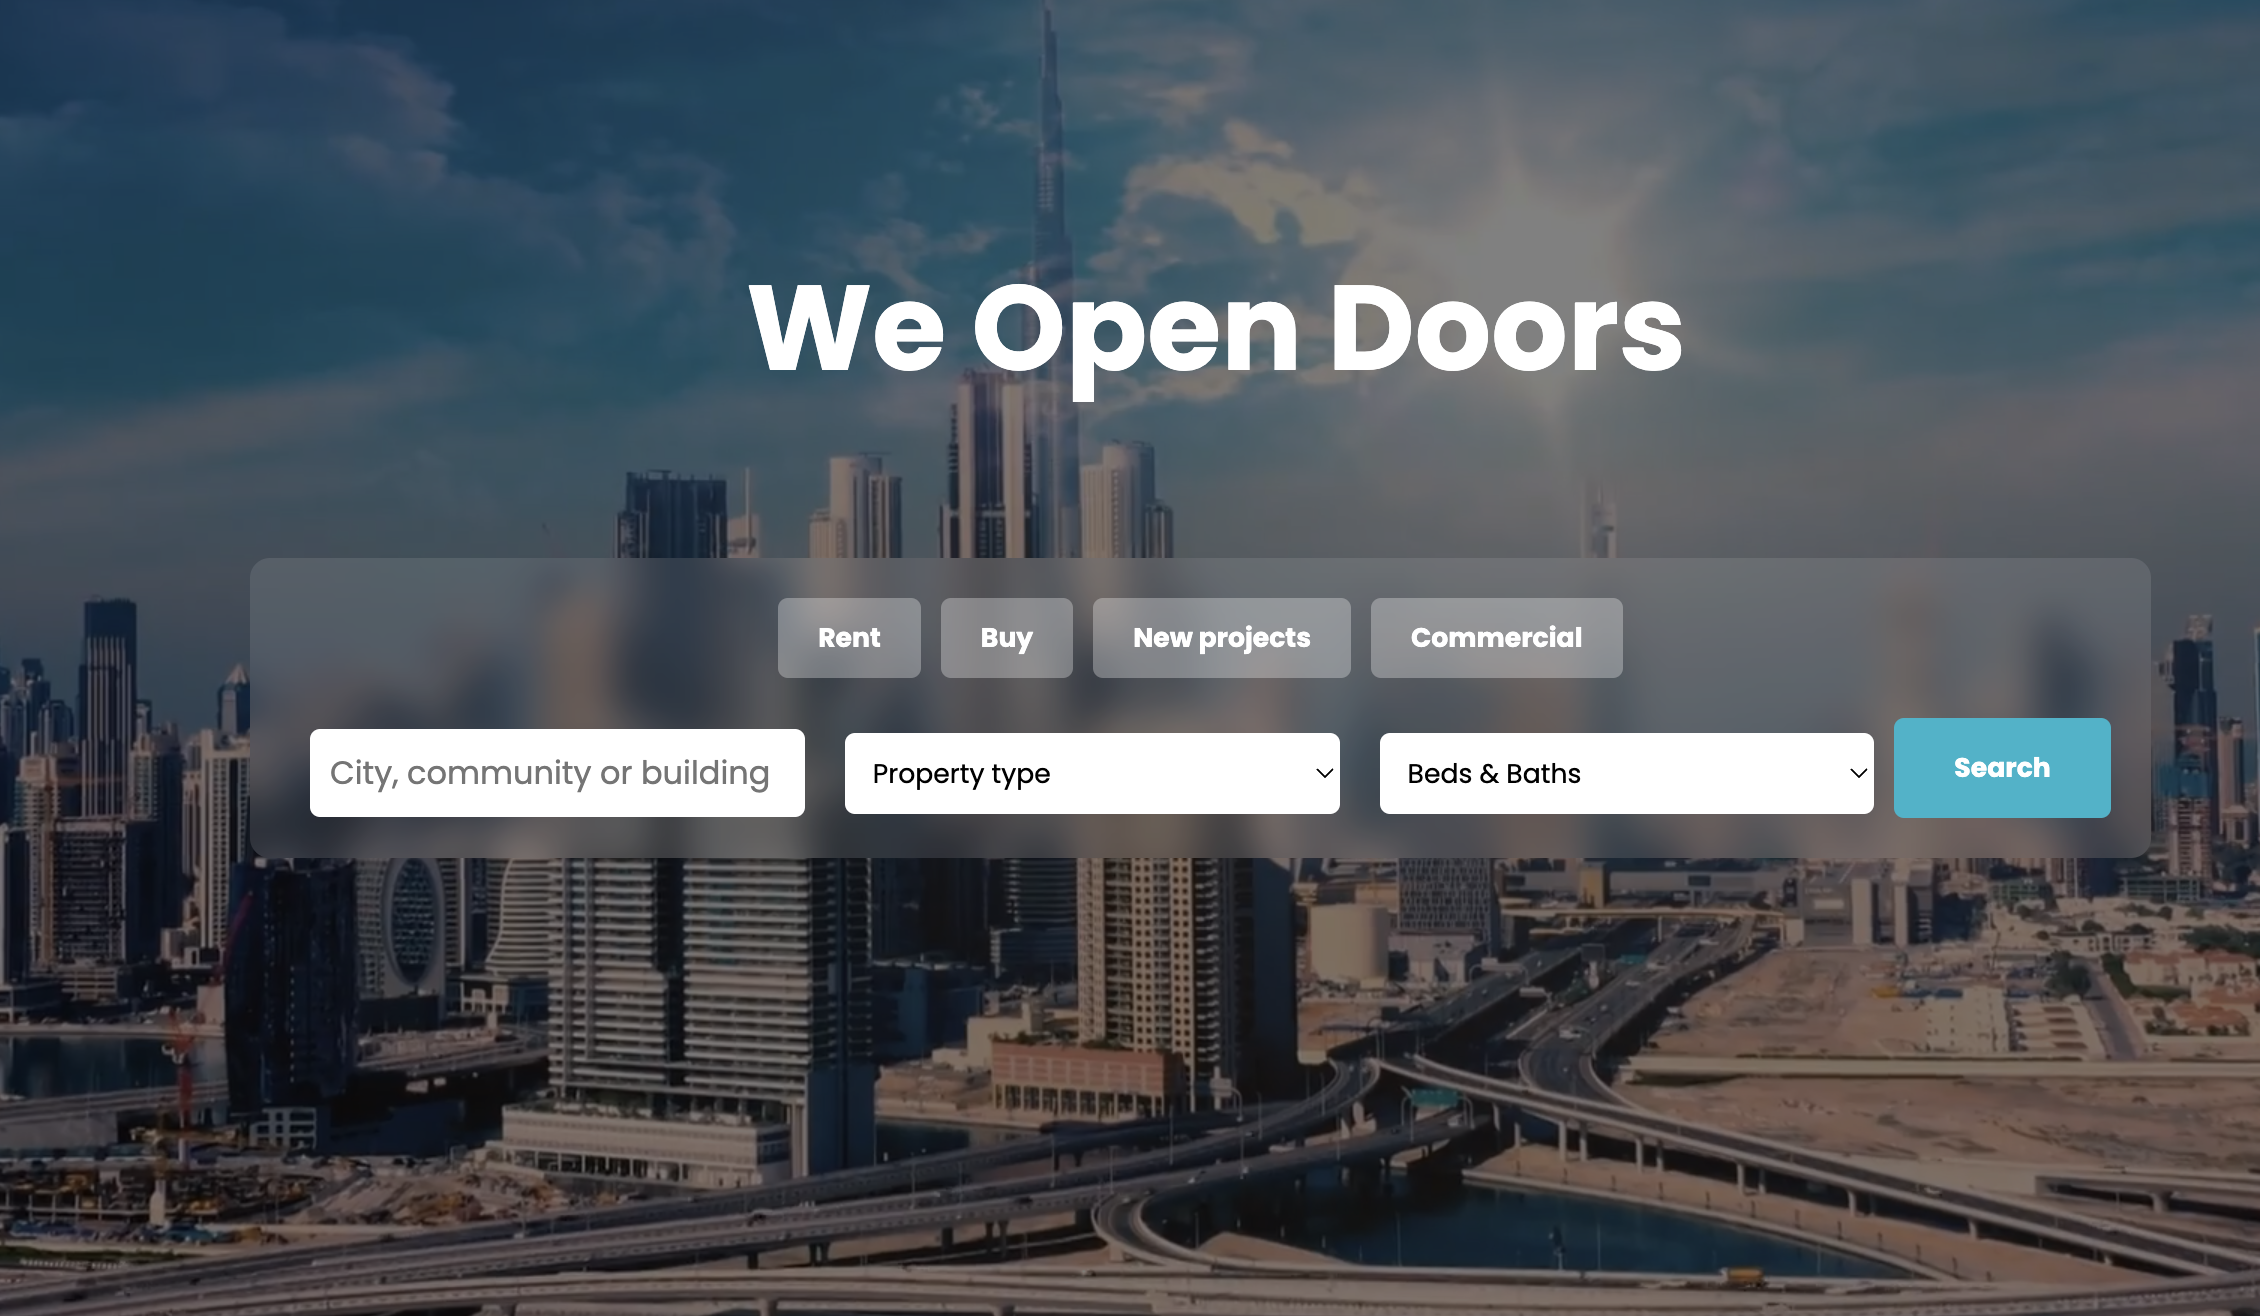 We Open Doors
Rent
Buy
New projects
Commercial
City, community or building
Property type
Beds & Baths
Search